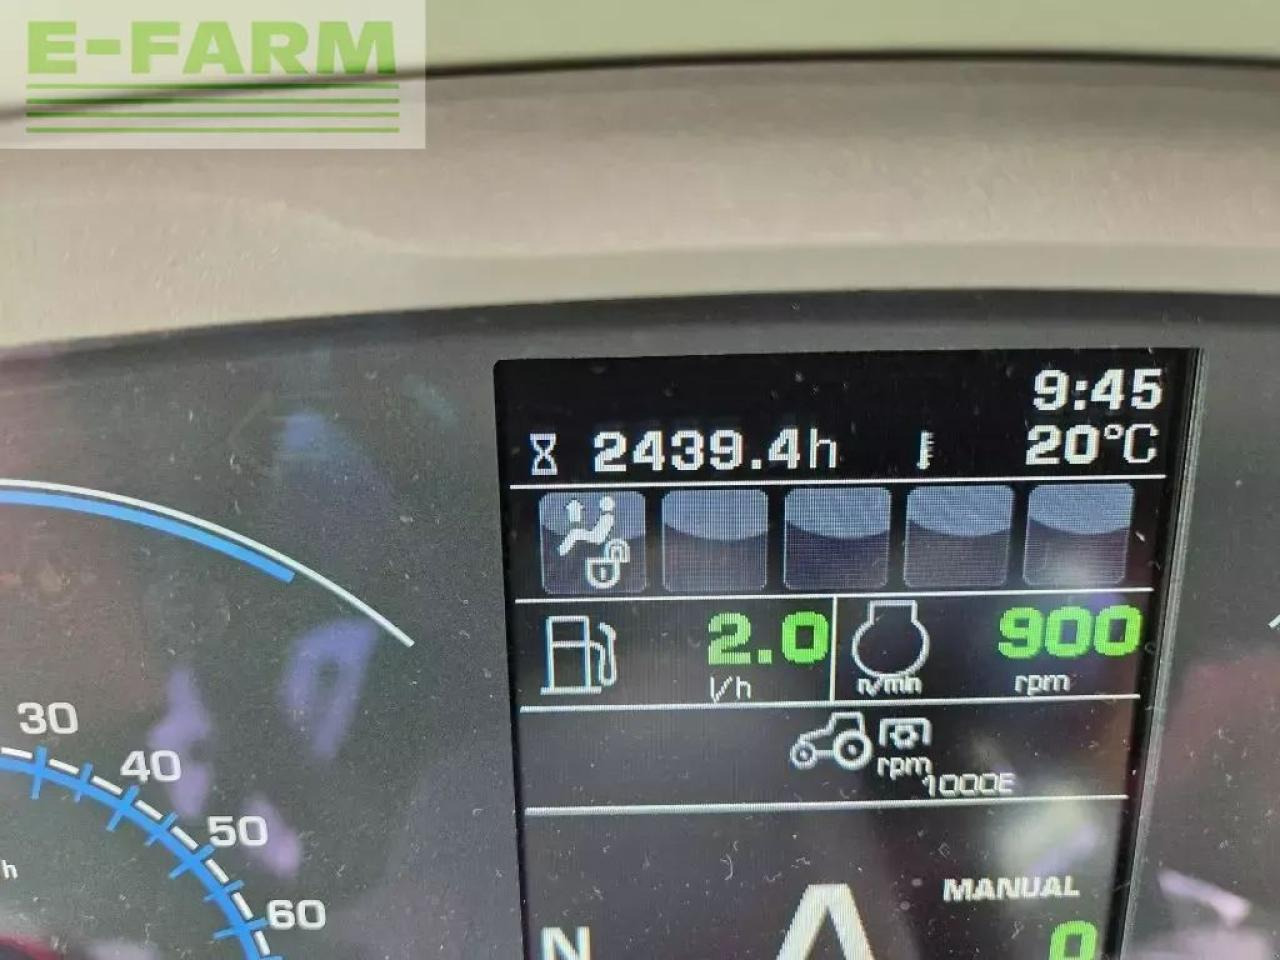 E-FARM
9:45
2439.4h 20°C
2.0 900
l/h n/min rpm
rpm
1000E
30
40
50
60
h
MANUAL
N 0